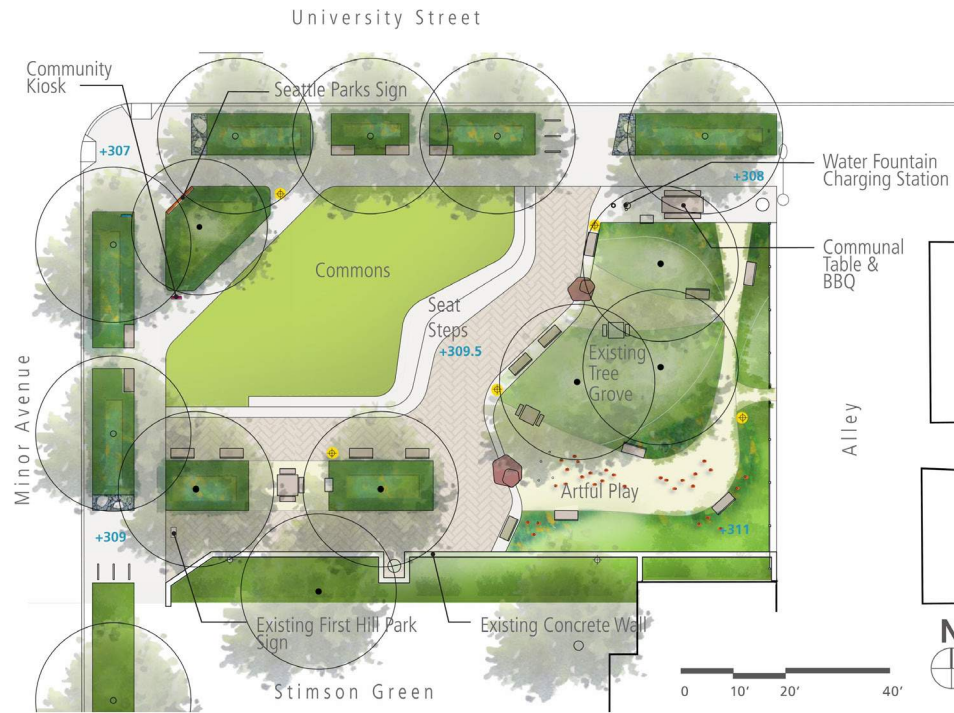 University Street
Community
Kiosk
Seattle Parks Sign
+307
+308
Water Fountain
Charging Station
Communal
Table &
BBQ
Commons
Seat
Steps
+309.5
Existing
Tree
Grove
Minor Avenue
Alley
Artful Play
+309
+311
Existing First Hill Park
Sign
Existing Concrete Wall
Stimson Green
N
0 10' 20' 40'